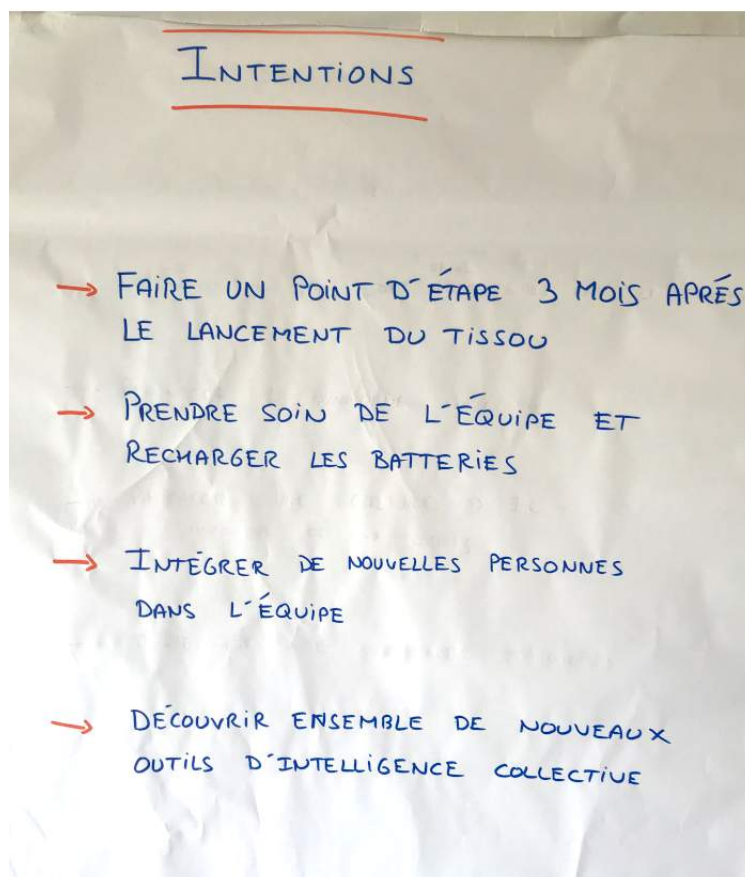 INTENTIONS
→ FAIRE UN POINT D'ÉTAPE 3 MOIS APRÉS
LE LANCEMENT DU TISSOU
→ PRENDRE SOIN DE L'ÉQUIPE ET
RECHARGER LES BATTERIES
→ INTÉGRER DE NOUVELLES PERSONNES
DANS L'ÉQUIPE
→ DÉCOUVRIR ENSEMBLE DE NOUVEAUX
OUTILS D'INTELLIGENCE COLLECTIVE